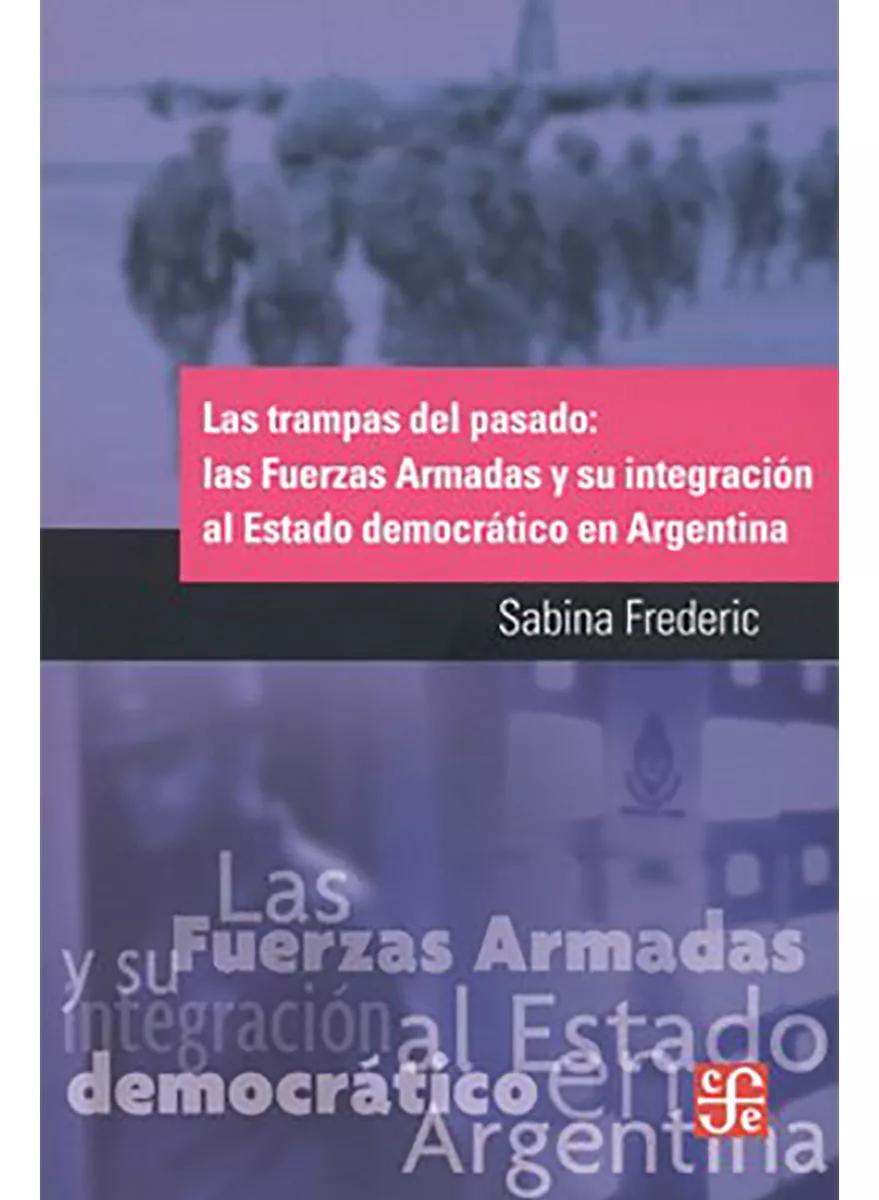 Las trampas del pasado:
las Fuerzas Armadas y su integración
al Estado democrático en Argentina
Sabina Frederic
Las
Fuerzas Armadas
y su
integración al Estado
democrático en
Argentina
cfe